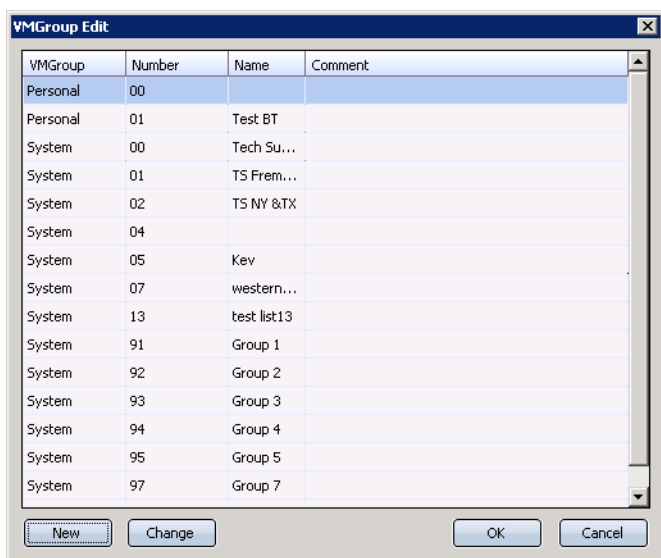 VMGroup Edit
VMGroup Number Name Comment
Personal 00
Personal 01 Test BT
System 00 Tech Su...
System 01 TS Frem...
System 02 TS NY &TX
System 04
System 05 Kev
System 07 western...
System 13 test list13
System 91 Group 1
System 92 Group 2
System 93 Group 3
System 94 Group 4
System 95 Group 5
System 97 Group 7
New Change OK Cancel